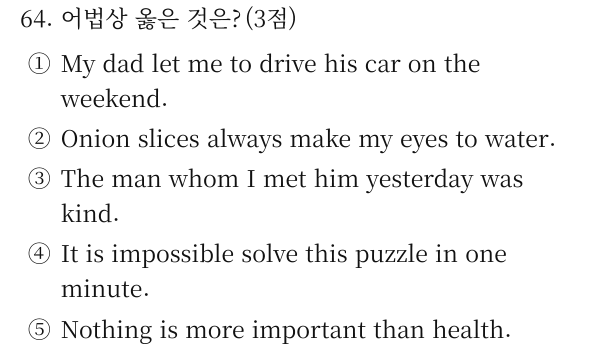 64. 어법상 옳은 것은?(3점)
① My dad let me to drive his car on the
weekend.
② Onion slices always make my eyes to water.
③ The man whom I met him yesterday was
kind.
④ It is impossible solve this puzzle in one
minute.
⑤ Nothing is more important than health.